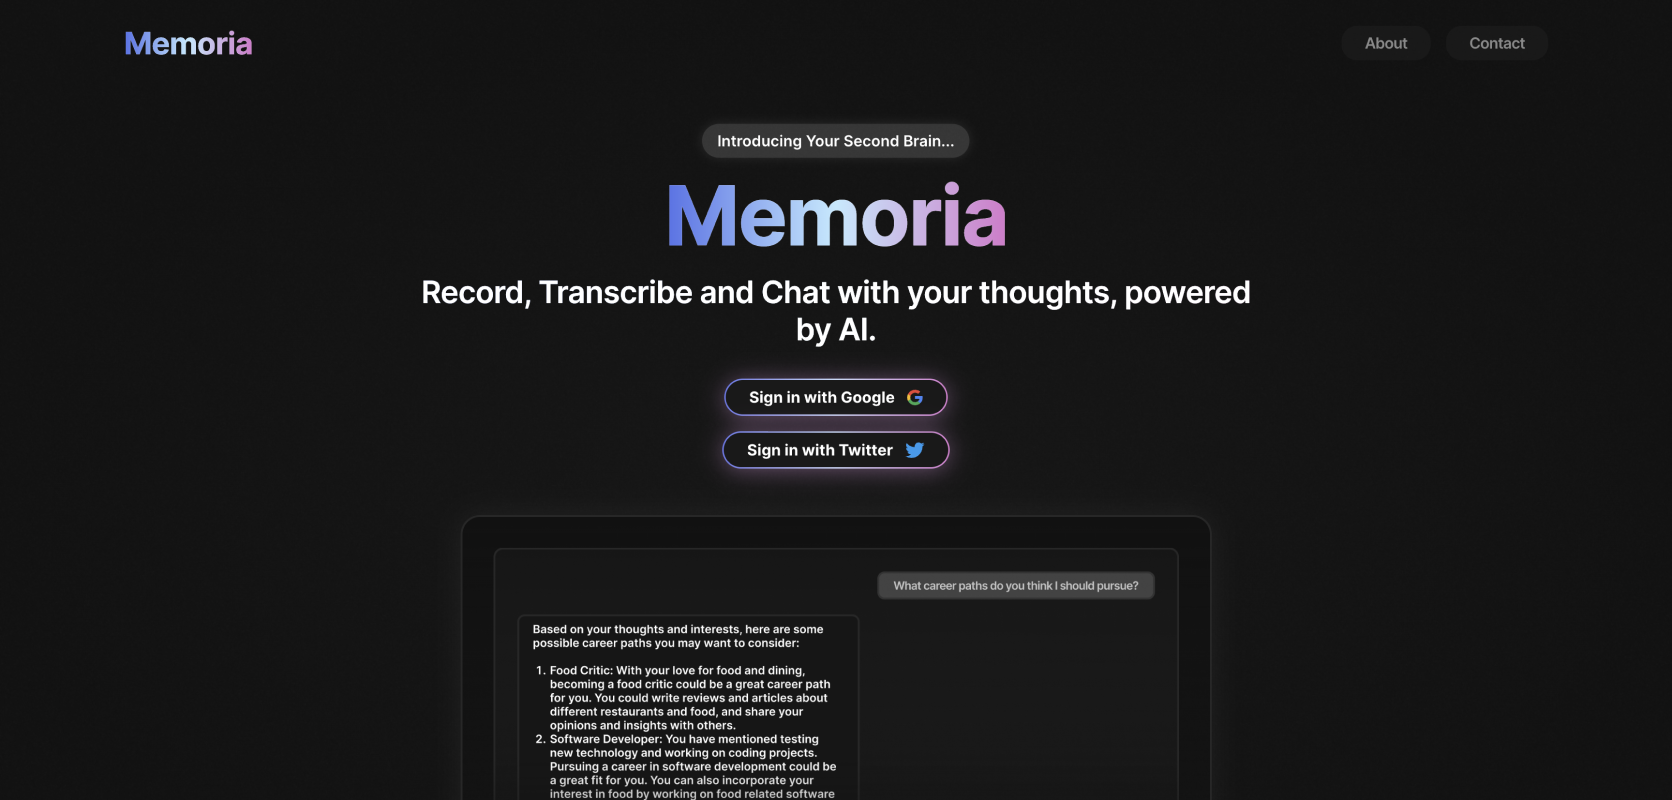 Memoria
About
Contact
Introducing Your Second Brain...
Memoria
Record, Transcribe and Chat with your thoughts, powered
by AI.
Sign in with Google
Sign in with Twitter
What career paths do you think I should pursue?
Based on your thoughts and interests, here are some
possible career paths you may want to consider:
1. Food Critic: With your love for food and dining,
becoming a food critic could be a great career path
for you. You could write reviews and articles about
different restaurants and food, and share your
opinions and insights with others.
2. Software Developer: You have mentioned testing
new technology and working on coding projects.
Pursuing a career in software development could be
a great fit for you. You can also incorporate your
interest in food by working on food related software